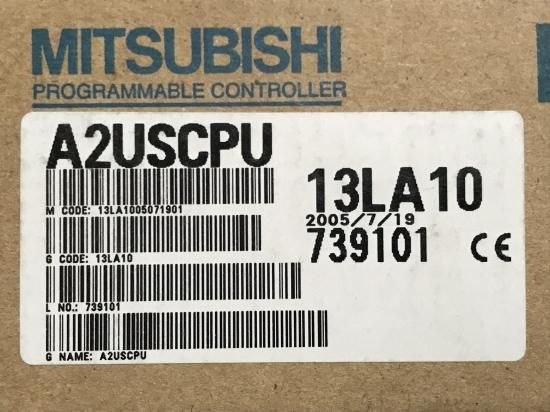 MITSUBISHI
PROGRAMMABLE CONTROLLER
A2USCPU
M CODE: 13LA1005071901
G CODE: 13LA10
L NO.: 739101
G NAME: A2USCPU
13LA10
2005/7/19
739101 CE